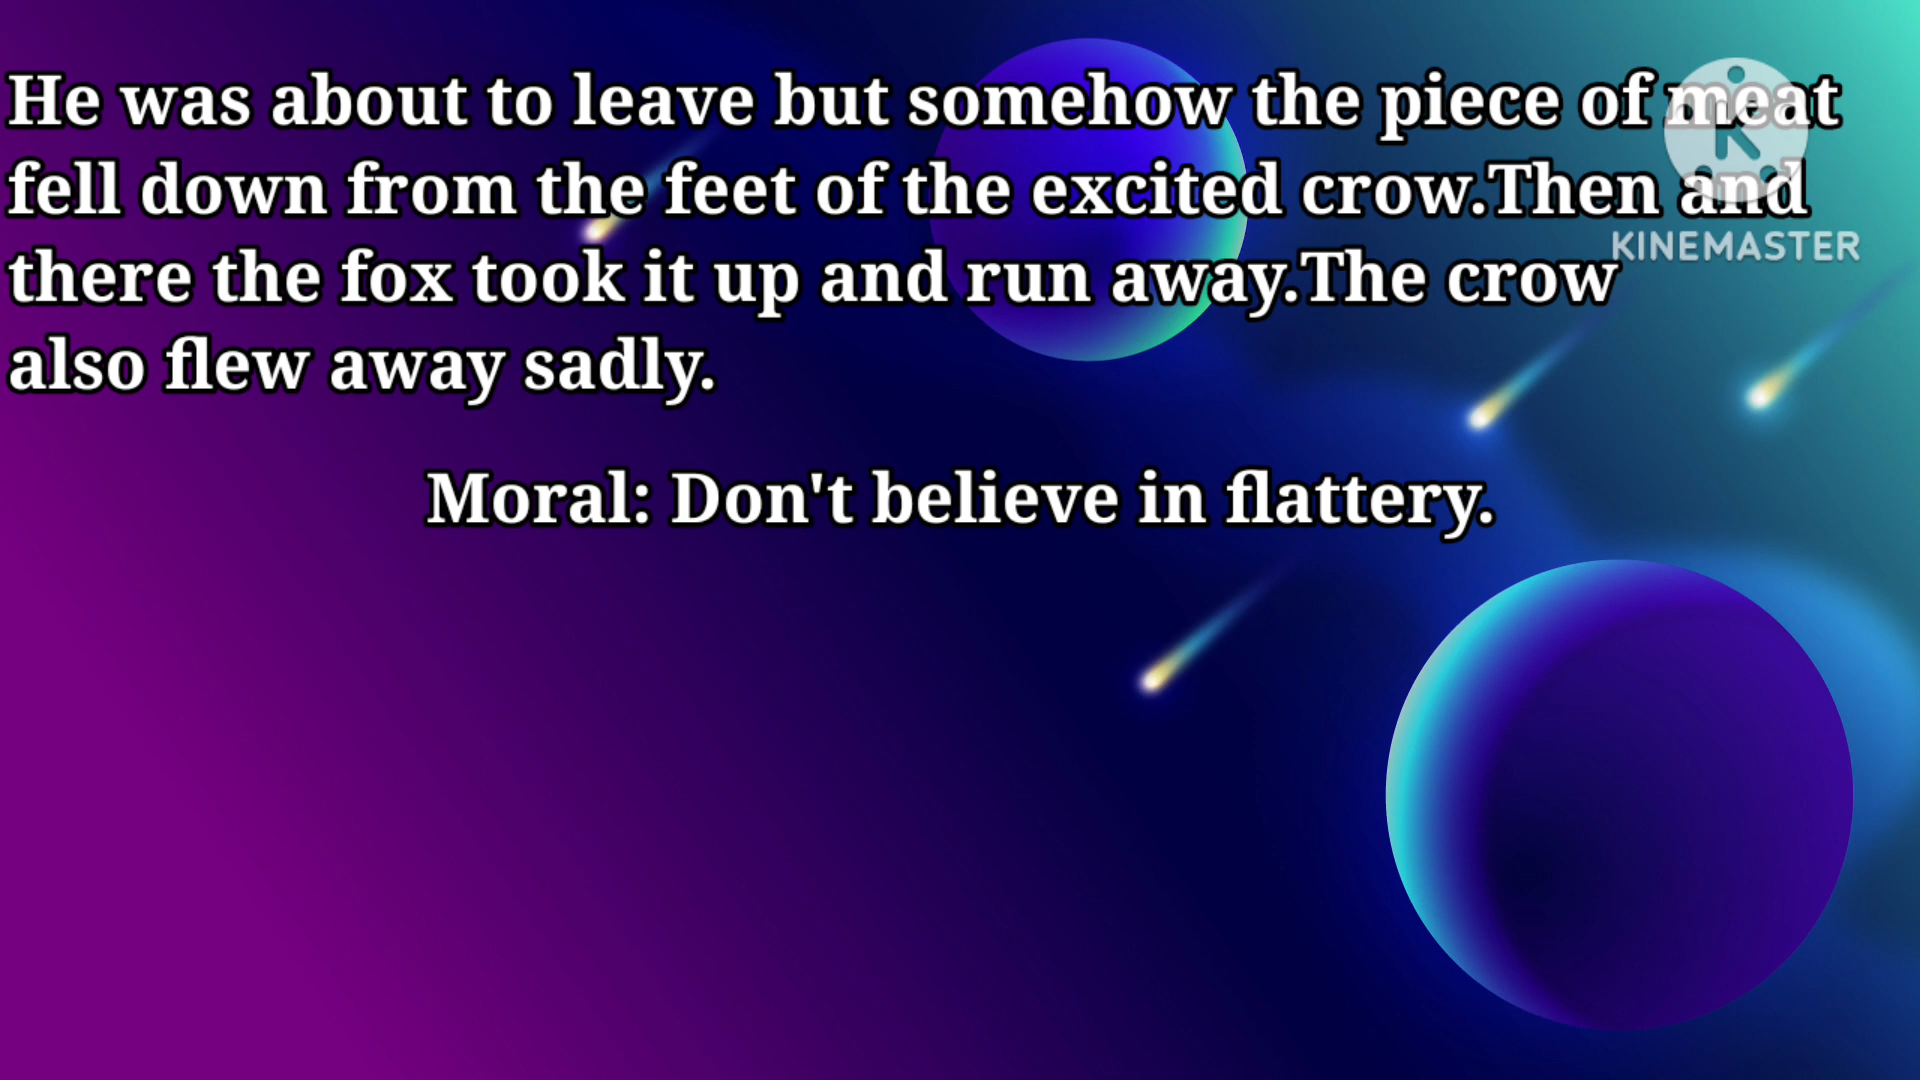 He was about to leave but somehow the piece of meat
fell down from the feet of the excited crow.Then and
there the fox took it up and run away.The crow
also flew away sadly.
Moral: Don't believe in flattery.
K
KINEMASTER